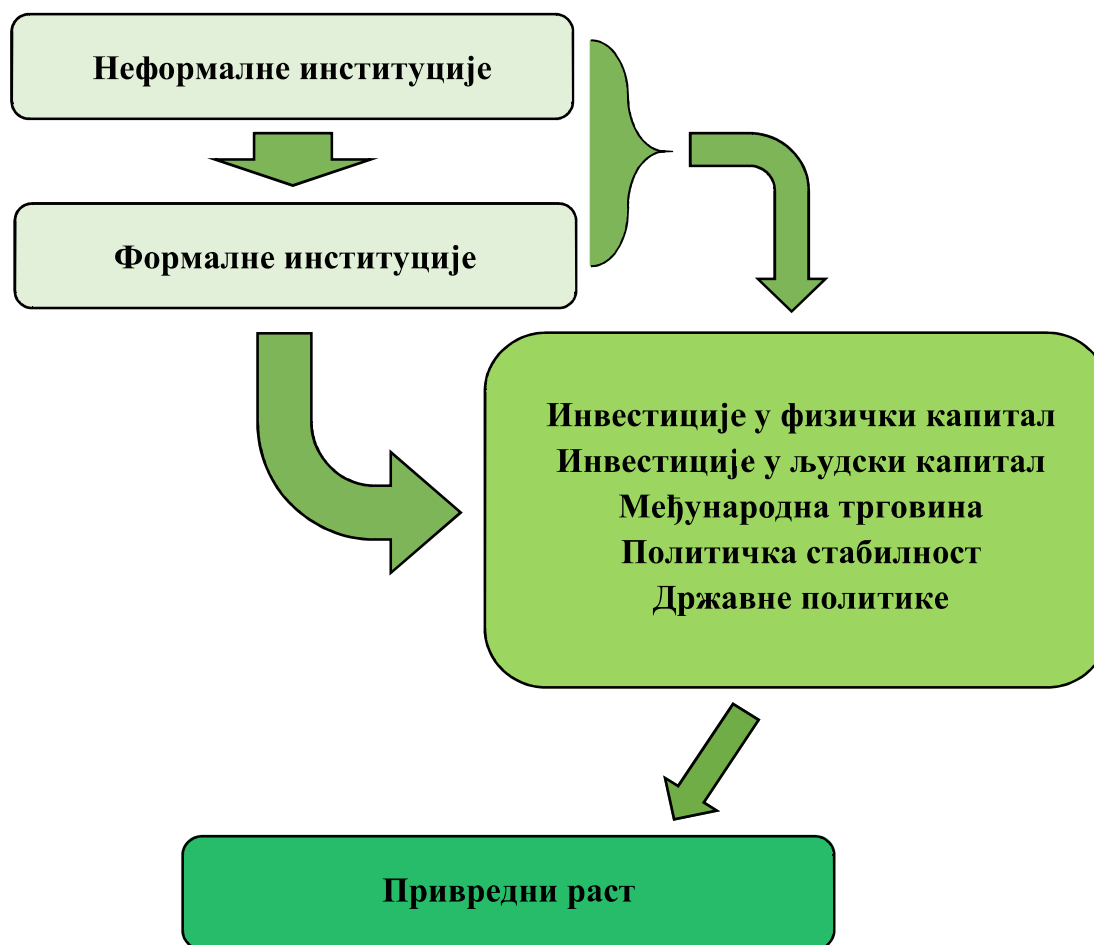 Неформалне институције
Формалне институције
Инвестиције у физички капитал
Инвестиције у људски капитал
Међународна трговина
Политичка стабилност
Државне политике
Привредни раст